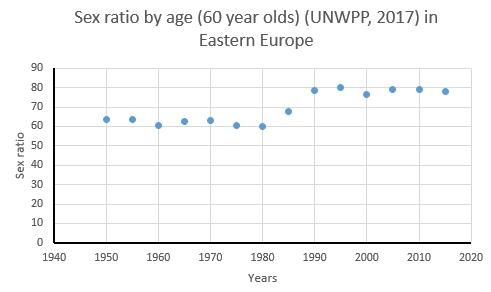 Sex ratio by age (60 year olds) (UNWPP, 2017) in
Eastern Europe
90
80
70
60
50
40
30
20
10
0
Sex ratio
1940 1950 1960 1970 1980 1990 2000 2010 2020
Years